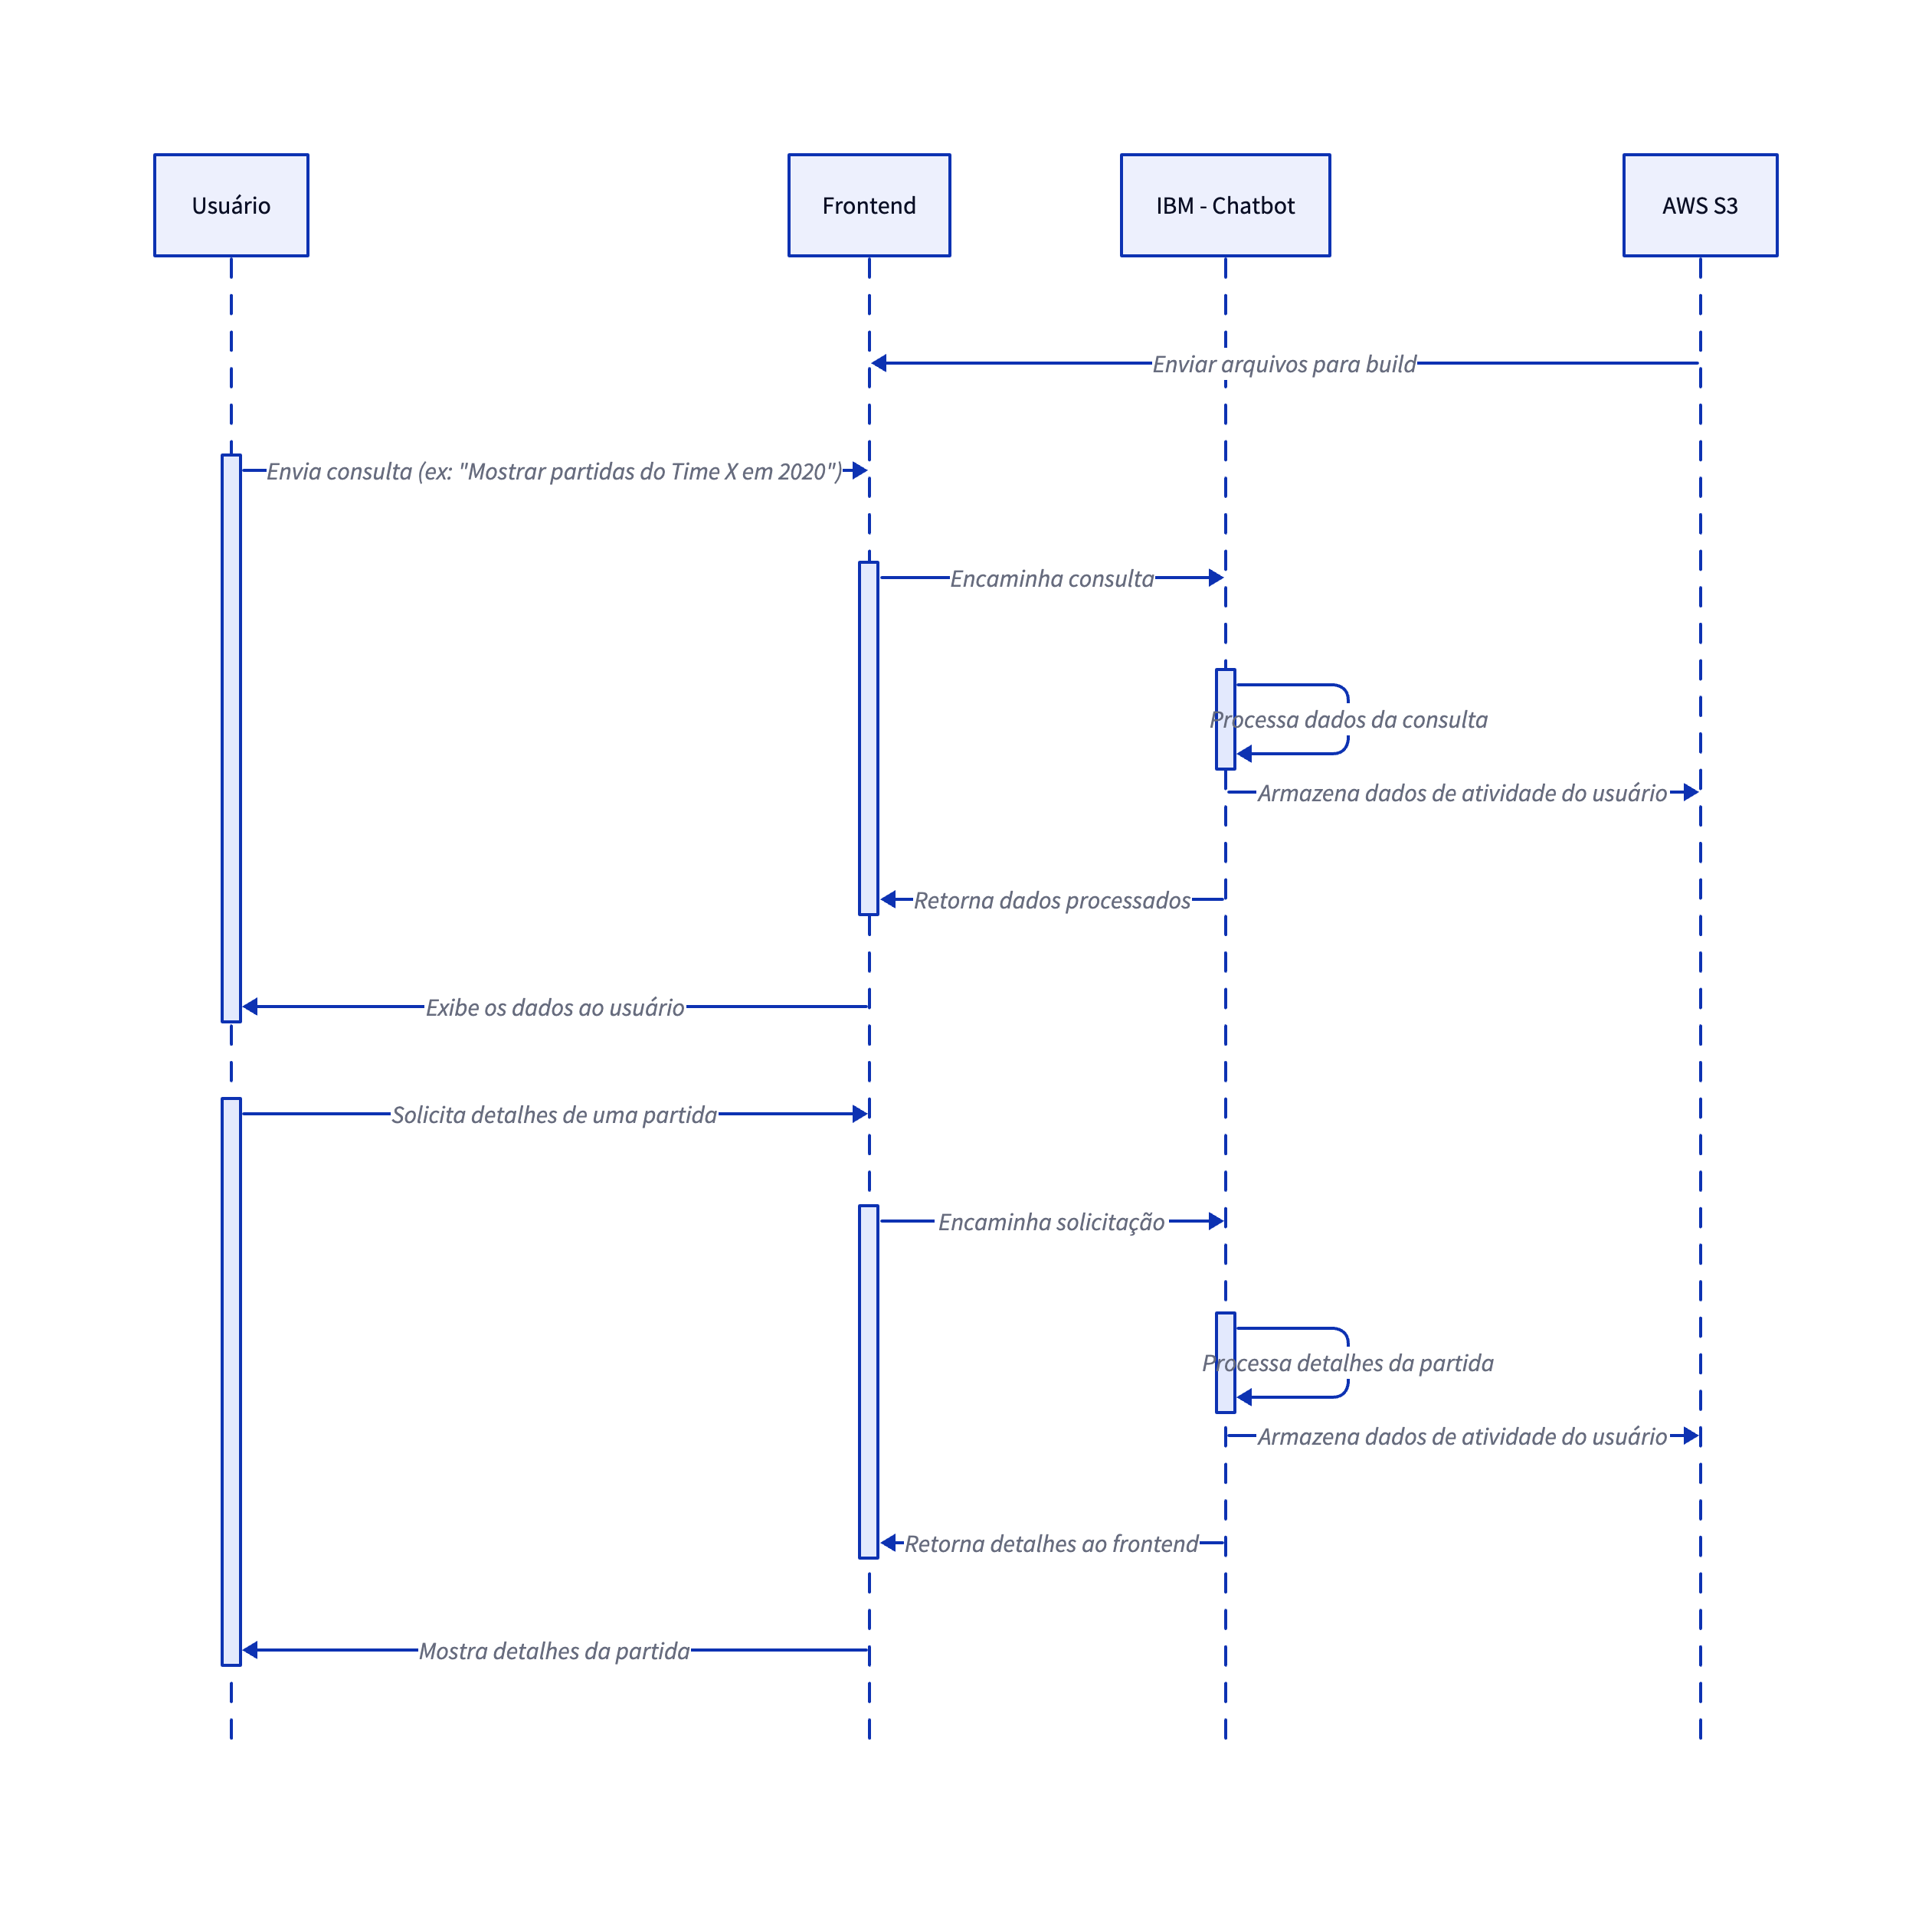 Usuário
Frontend
IBM - Chatbot
AWS S3
Enviar arquivos para build
Envia consulta (ex: "Mostrar partidas do Time X em 2020")
Encaminha consulta
Processa dados da consulta
Armazena dados de atividade do usuário
Retorna dados processados
Exibe os dados ao usuário
Solicita detalhes de uma partida
Encaminha solicitação
Processa detalhes da partida
Armazena dados de atividade do usuário
Retorna detalhes ao frontend
Mostra detalhes da partida